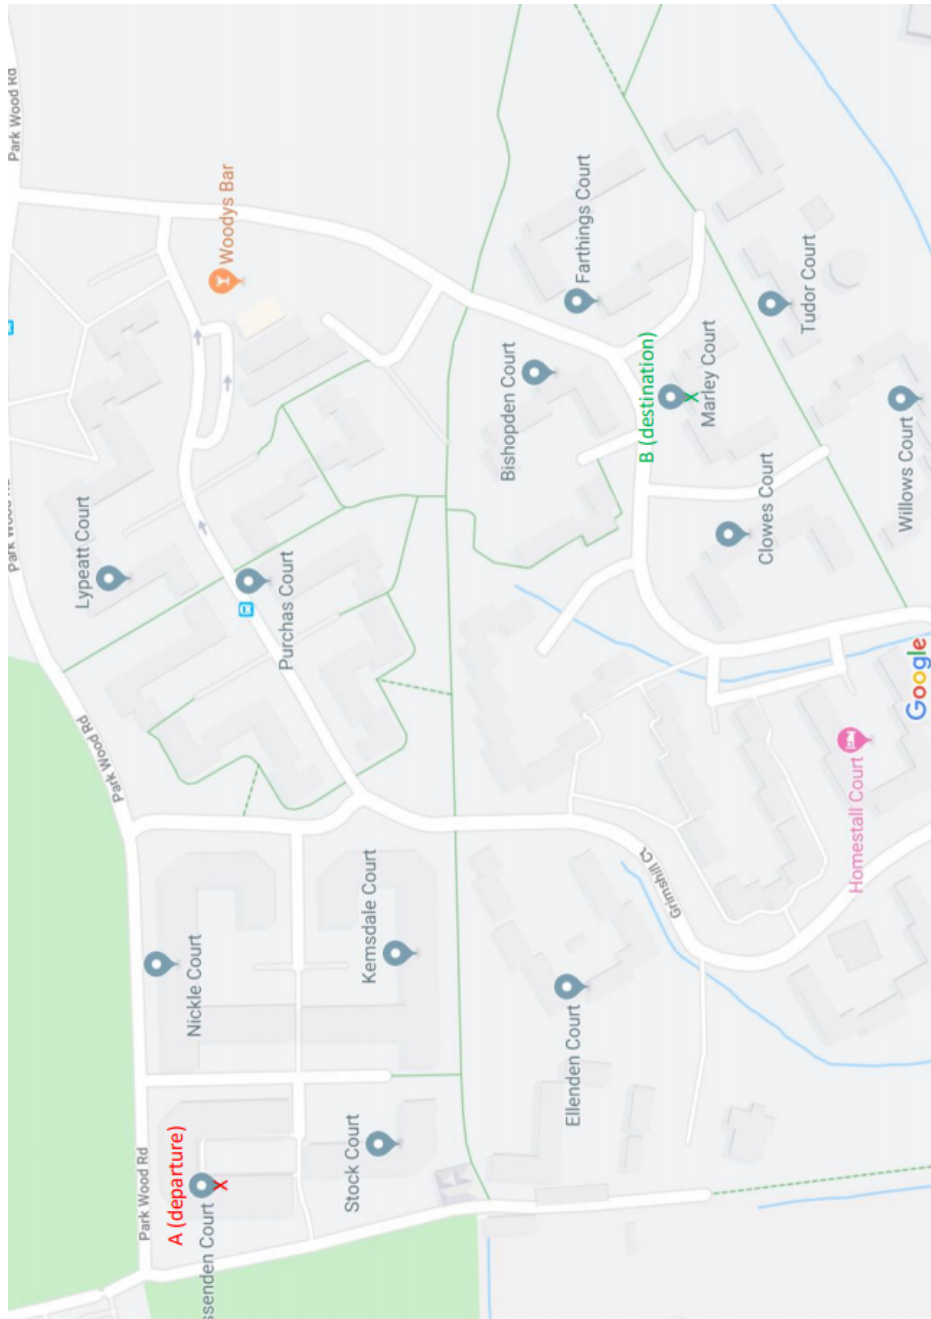 Park Wood Rd
Woodys Bar
Farthings Court
Tudor Court
Bishopden Court
B (destination)
Marley Court
Willows Court
Clowes Court
Lypeatt Court
Purchas Court
Park Wood Rd
Google
Homestall Court
Grimshill Ct
Kemsdale Court
Nickle Court
Ellenden Court
Stock Court
A (departure)
Park Wood Rd
X
X
ssenden Court